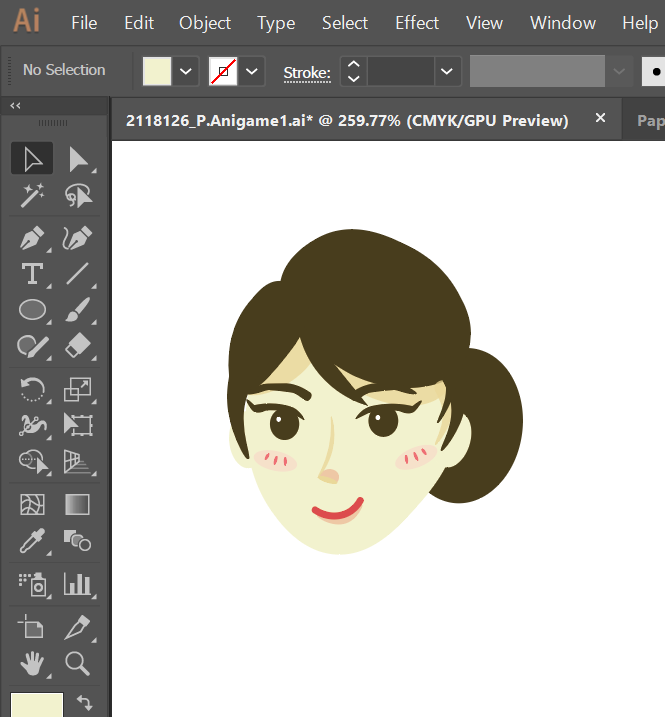 Ai File Edit Object Type Select Effect View Window Help
No Selection Stroke:
2118126_P.Anigame1.ai* @ 259.77% (CMYK/GPU Preview) Pap